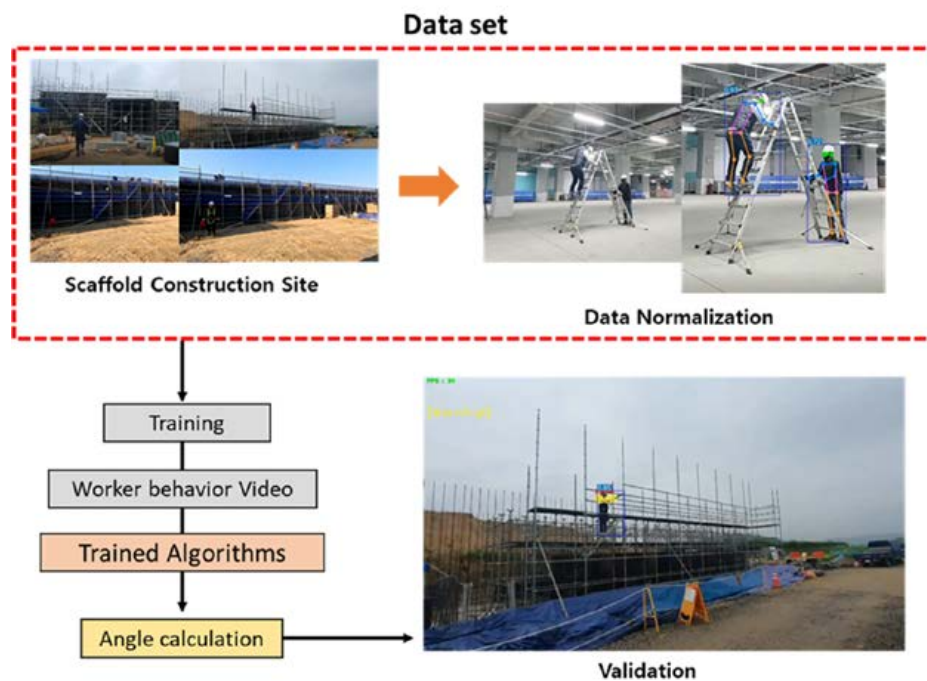 Data set
Scaffold Construction Site
Data Normalization
Training
Worker behavior Video
Trained Algorithms
Angle calculation
Validation